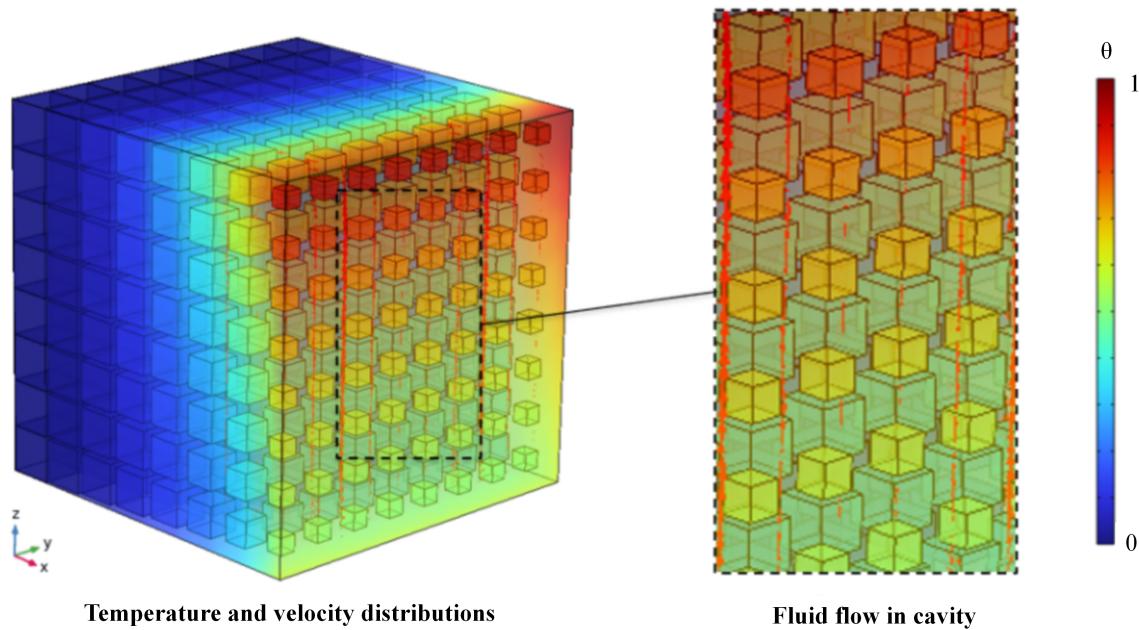 θ
1
z
y
x
0
Temperature and velocity distributions
Fluid flow in cavity